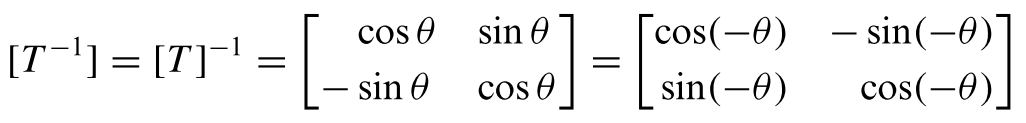 $[T^{-1}] = [T]^{-1} = \begin{bmatrix} \cos\theta & \sin\theta \\ -\sin\theta & \cos\theta \end{bmatrix} = \begin{bmatrix} \cos(-\theta) & -\sin(-\theta) \\ \sin(-\theta) & \cos(-\theta) \end{bmatrix}$